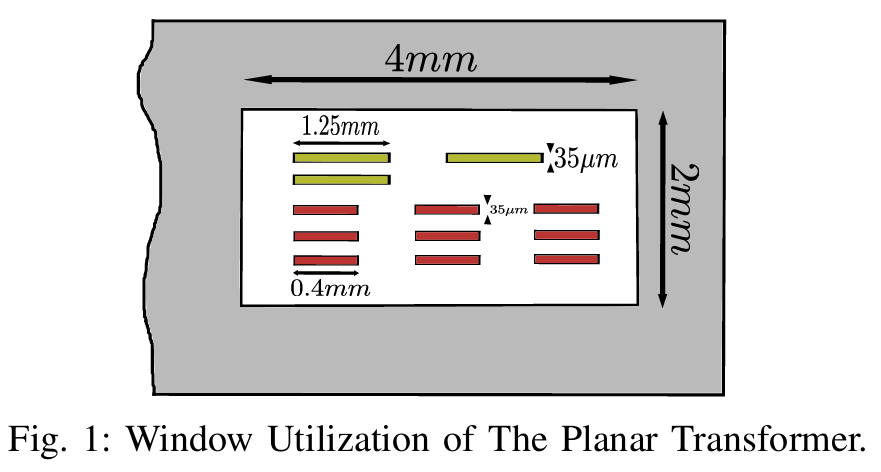 4mm
1.25mm
35μm
35μm
2mm
0.4mm
Fig. 1: Window Utilization of The Planar Transformer.